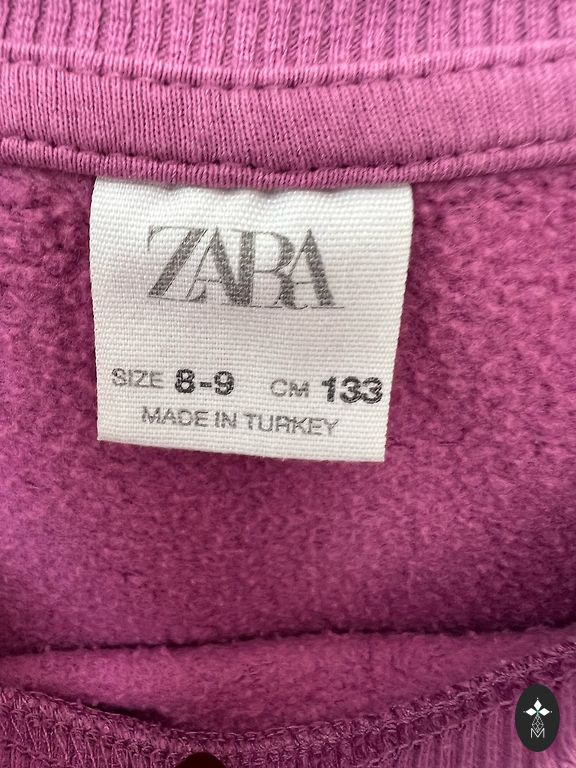 ZARA
SIZE 8-9 CM 133
MADE IN TURKEY
M